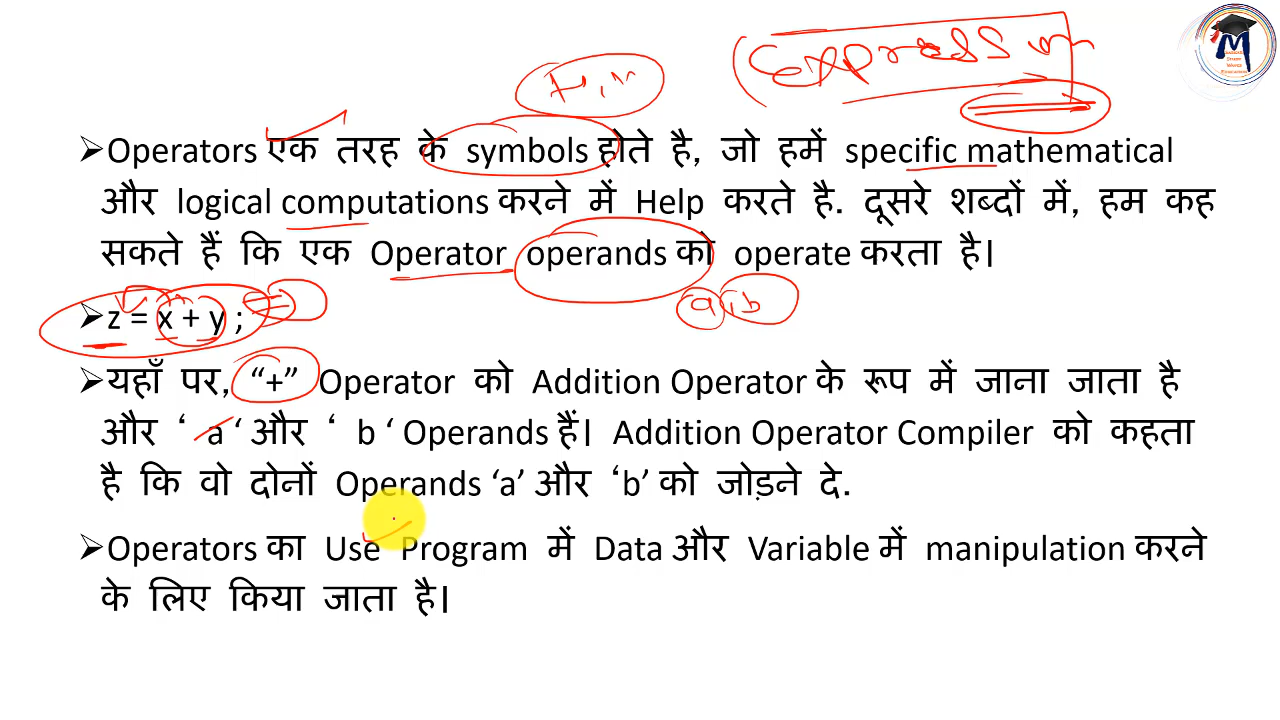 Expression
+, -, *
➢Operators एक तरह के symbols होते है, जो हमें specific mathematical
और logical computations करने में Help करते है. दूसरे शब्दों में, हम कह
सकते हैं कि एक Operator operands को operate करता है।
a, b
➢z = x + y ;
➢यहाँ पर, “+” Operator को Addition Operator के रूप में जाना जाता है
और ‘ a ‘ और ‘ b ‘ Operands हैं। Addition Operator Compiler को कहता
है कि वो दोनों Operands ‘a’ और ‘b’ को जोड़ने दे.
➢Operators का Use Program में Data और Variable में manipulation करने
के लिए किया जाता है।